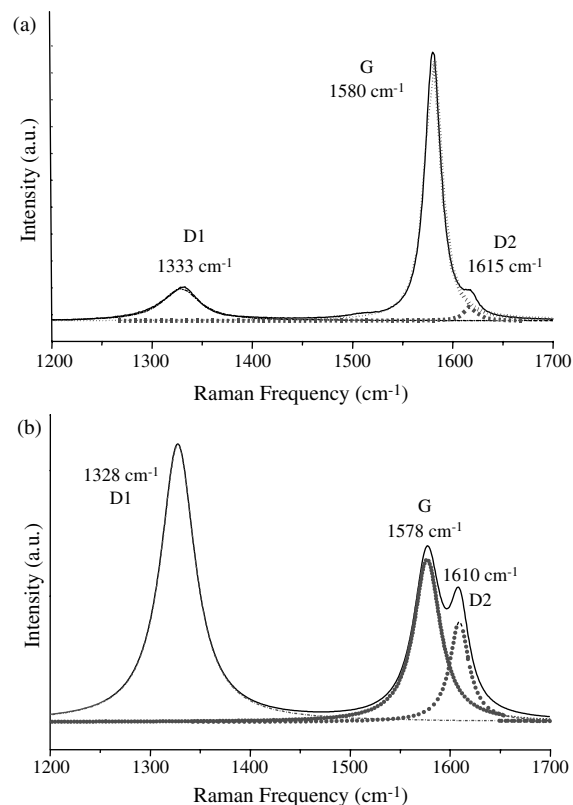 (a)
G
1580 cm⁻¹
D1
1333 cm⁻¹
D2
1615 cm⁻¹
Intensity (a.u.)
1200 1300 1400 1500 1600 1700
Raman Frequency (cm⁻¹)
(b)
1328 cm⁻¹
D1
G
1578 cm⁻¹
1610 cm⁻¹
D2
Intensity (a.u.)
1200 1300 1400 1500 1600 1700
Raman Frequency (cm⁻¹)